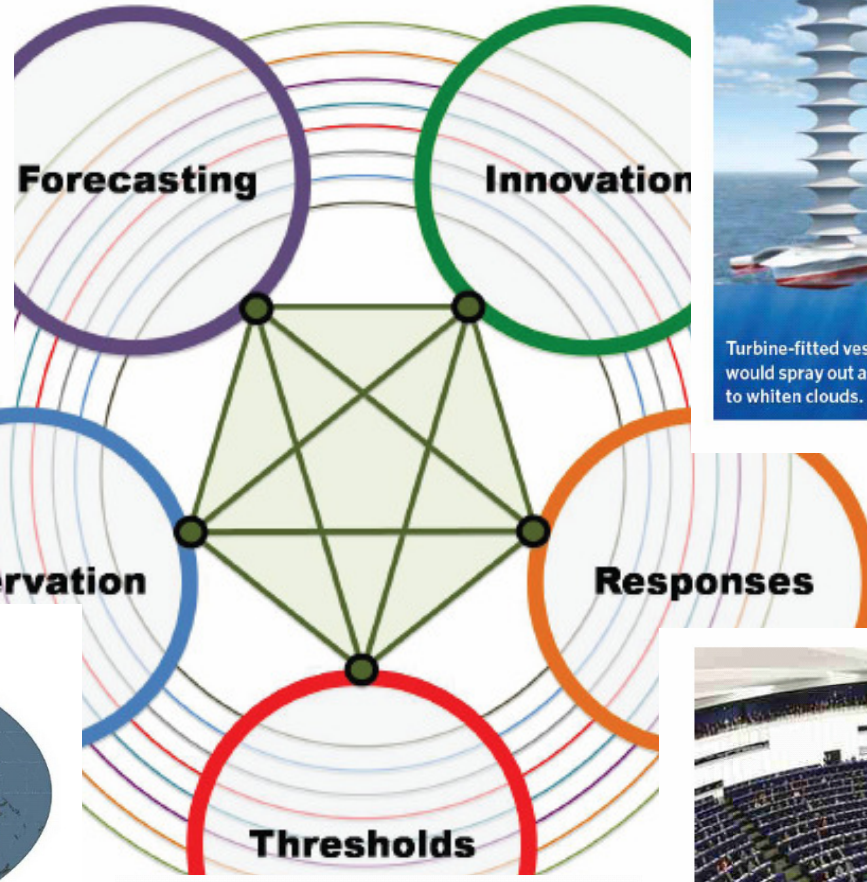 Forecasting
Innovation
Turbine-fitted ves
would spray out a
to whiten clouds.
ervation
Responses
Thresholds